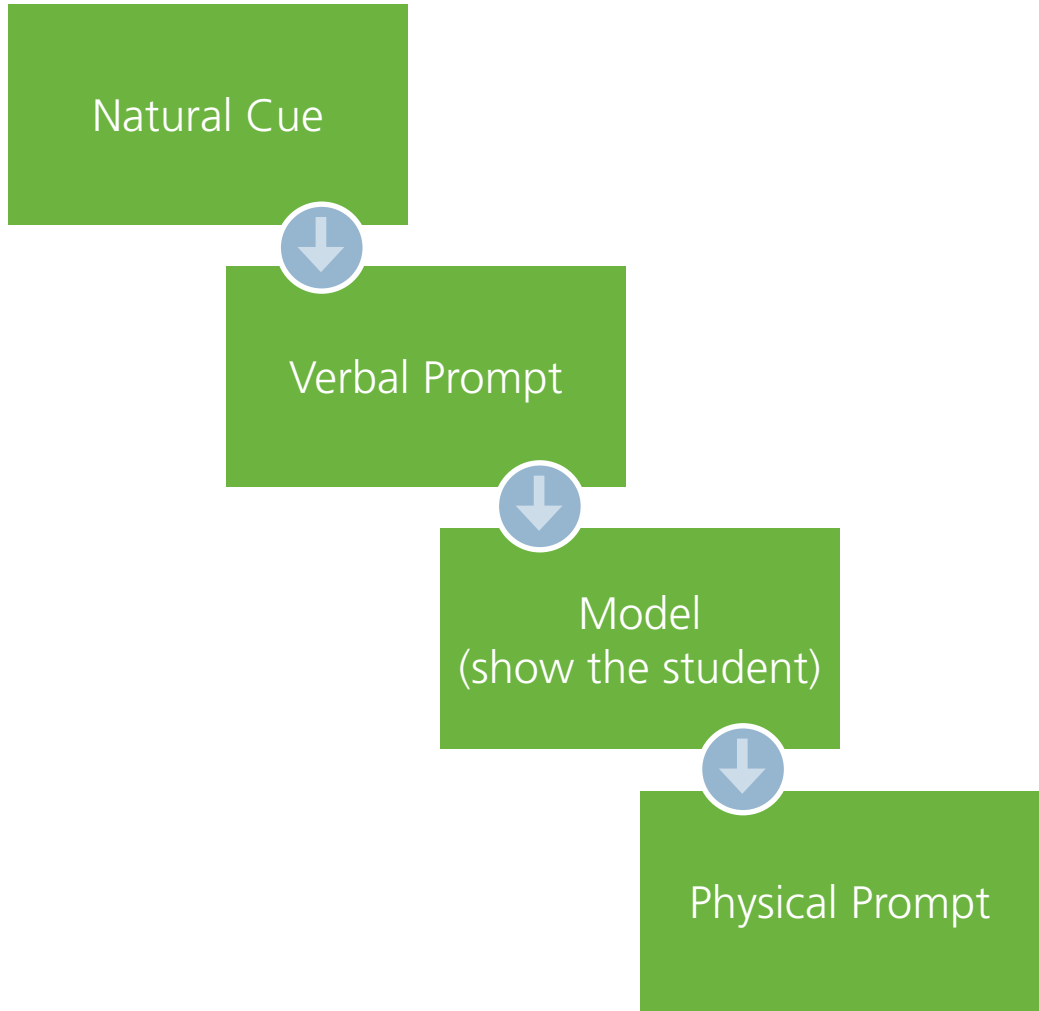 Natural Cue
Verbal Prompt
Model
(show the student)
Physical Prompt